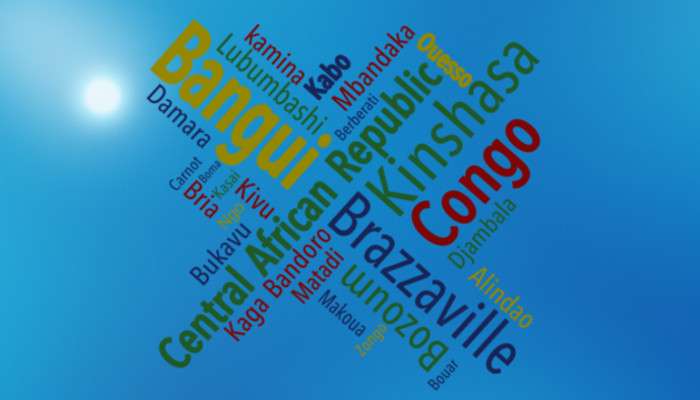 Bangui
Lubumbashi
kamina
Kabo
Mbandaka
Ouesso
Berberati
Damara
Carnot
Boma
Kasai
Bria
Ngo
Kivu
Bukavu
Central African Republic
Kinshasa
Congo
Kaga Bandoro
Matadi
Brazzaville
Djambala
Alindao
Makoua
Zongo
Bozoum
Bouar